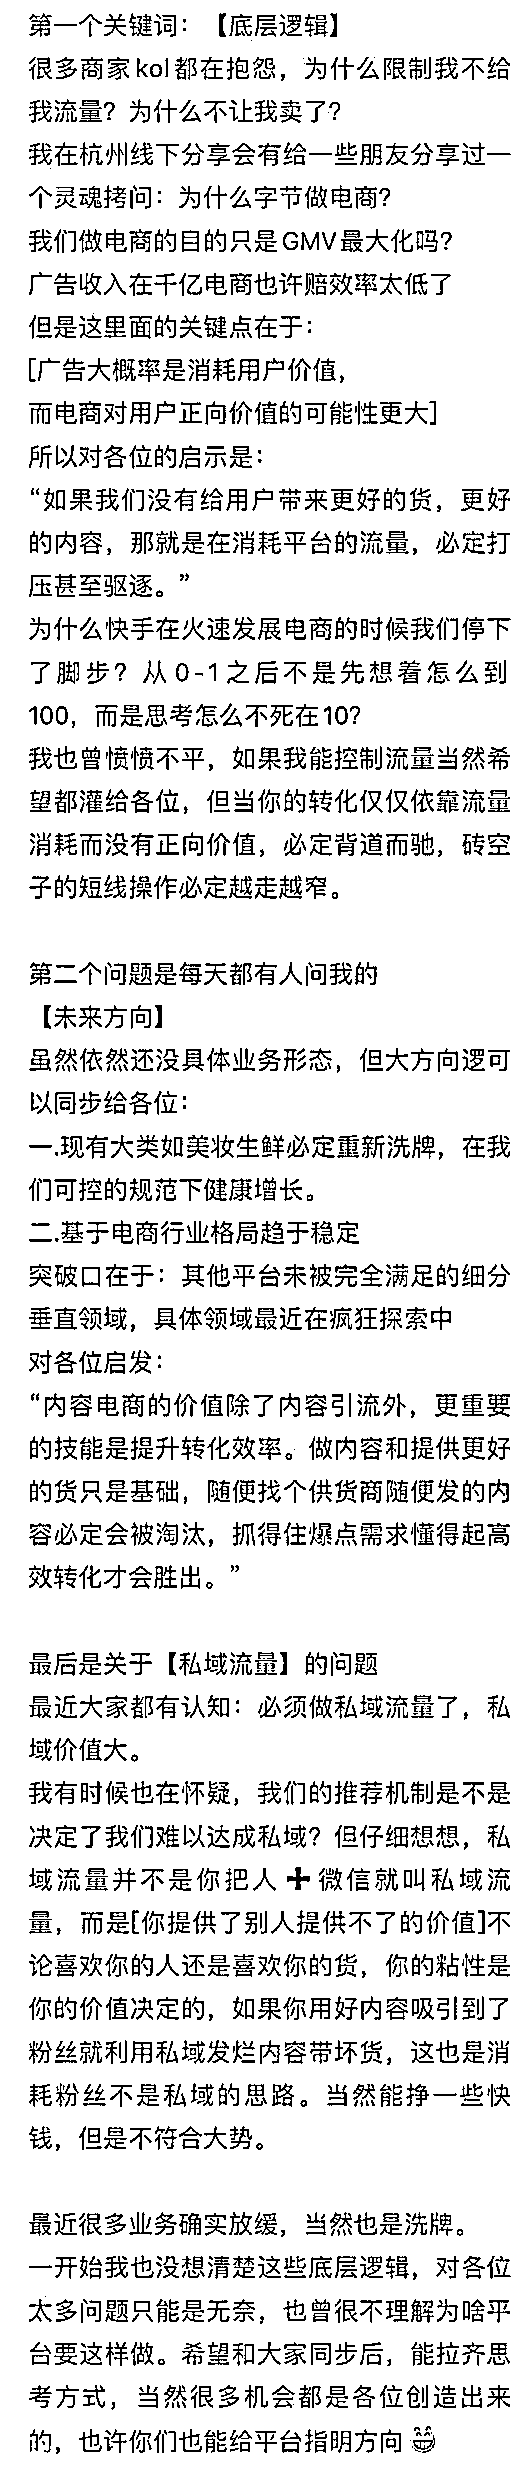 第一个关键词：【底层逻辑】
很多商家kol都在抱怨，为什么限制我不给
我流量？为什么不让我卖了？
我在杭州线下分享会有给一些朋友分享过一
个灵魂拷问：为什么字节做电商？
我们做电商的目的只是GMV最大化吗？
广告收入在千亿电商也许赔效率太低了
但是这里面的关键点在于：
[广告大概率是消耗用户价值，
而电商对用户正向价值的可能性更大]
所以对各位的启示是：
“如果我们没有给用户带来更好的货，更好
的内容，那就是在消耗平台的流量，必定打
压甚至驱逐。”
为什么快手在火速发展电商的时候我们停下
了脚步？从0-1之后不是先想着怎么到
100，而是思考怎么不死在10？
我也曾愤愤不平，如果我能控制流量当然希
望都灌给各位，但当你的转化仅仅依靠流量
消耗而没有正向价值，必定背道而驰，砖空
子的短线操作必定越走越窄。
第二个问题是每天都有人问我的
【未来方向】
虽然依然还没具体业务形态，但大方向逻可
以同步给各位：
一.现有大类如美妆生鲜必定重新洗牌，在我
们可控的规范下健康增长。
二.基于电商行业格局趋于稳定
突破口在于：其他平台未被完全满足的细分
垂直领域，具体领域最近在疯狂探索中
对各位启发：
“内容电商的价值除了内容引流外，更重要
的技能是提升转化效率。做内容和提供更好
的货只是基础，随便找个供货商随便发的内
容必定会被淘汰，抓得住爆点需求懂得起高
效转化才会胜出。”
最后是关于【私域流量】的问题
最近大家都有认知：必须做私域流量了，私
域价值大。
我有时候也在怀疑，我们的推荐机制是不是
决定了我们难以达成私域？但仔细想想，私
域流量并不是你把人➕微信就叫私域流
量，而是[你提供了别人提供不了的价值]不
论喜欢你的人还是喜欢你的货，你的粘性是
你的价值决定的，如果你用好内容吸引到了
粉丝就利用私域发烂内容带坏货，这也是消
耗粉丝不是私域的思路。当然能挣一些快
钱，但是不符合大势。
最近很多业务确实放缓，当然也是洗牌。
一开始我也没想清楚这些底层逻辑，对各位
太多问题只能是无奈，也曾很不理解为啥平
台要这样做。希望和大家同步后，能拉齐思
考方式，当然很多机会都是各位创造出来
的，也许你们也能给平台指明方向😄